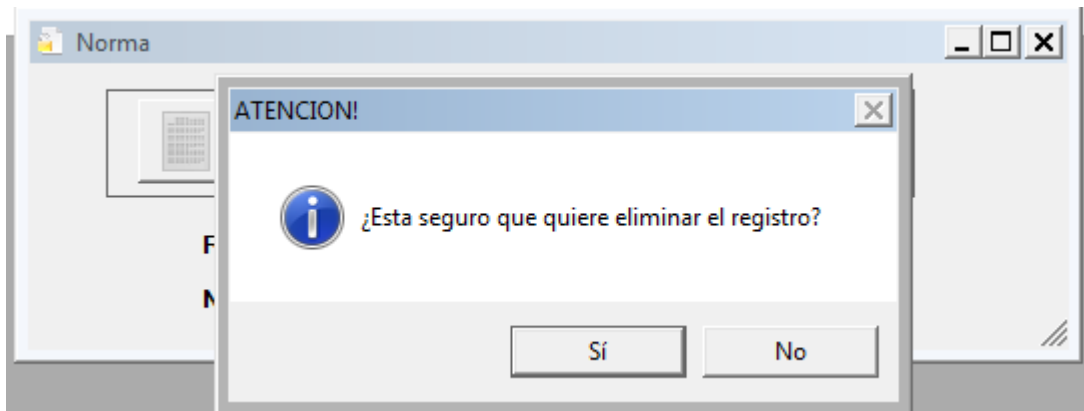 Norma
ATENCION!
¿Esta seguro que quiere eliminar el registro?
Sí
No